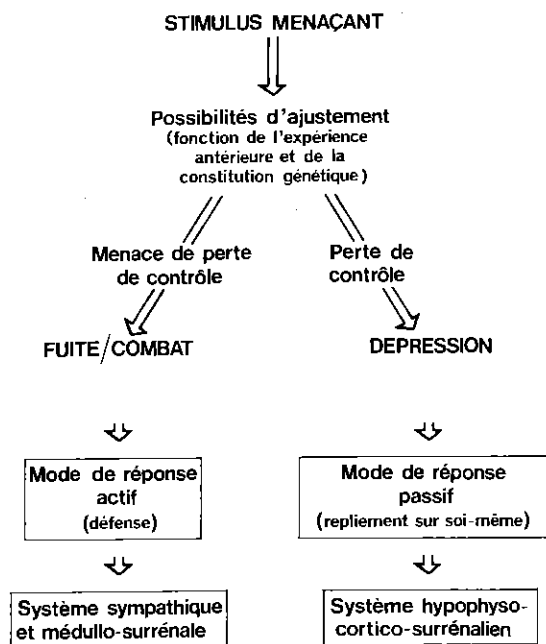 STIMULUS MENAÇANT
Possibilités d'ajustement
(fonction de l'expérience
antérieure et de la
constitution génétique)
Menace de perte
de contrôle
Perte de
contrôle
FUITE/COMBAT
DEPRESSION
Mode de réponse
actif
(défense)
Mode de réponse
passif
(repliement sur soi-même)
Système sympathique
et médullo-surrénale
Système hypophyso-
cortico-surrénalien